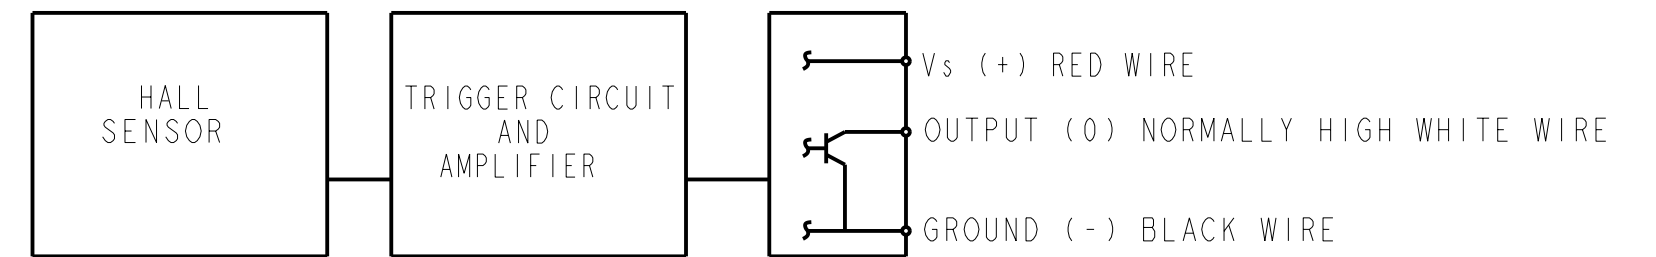 HALL
SENSOR
TRIGGER CIRCUIT
AND
AMPLIFIER
Vs (+) RED WIRE
OUTPUT (O) NORMALLY HIGH WHITE WIRE
GROUND (-) BLACK WIRE